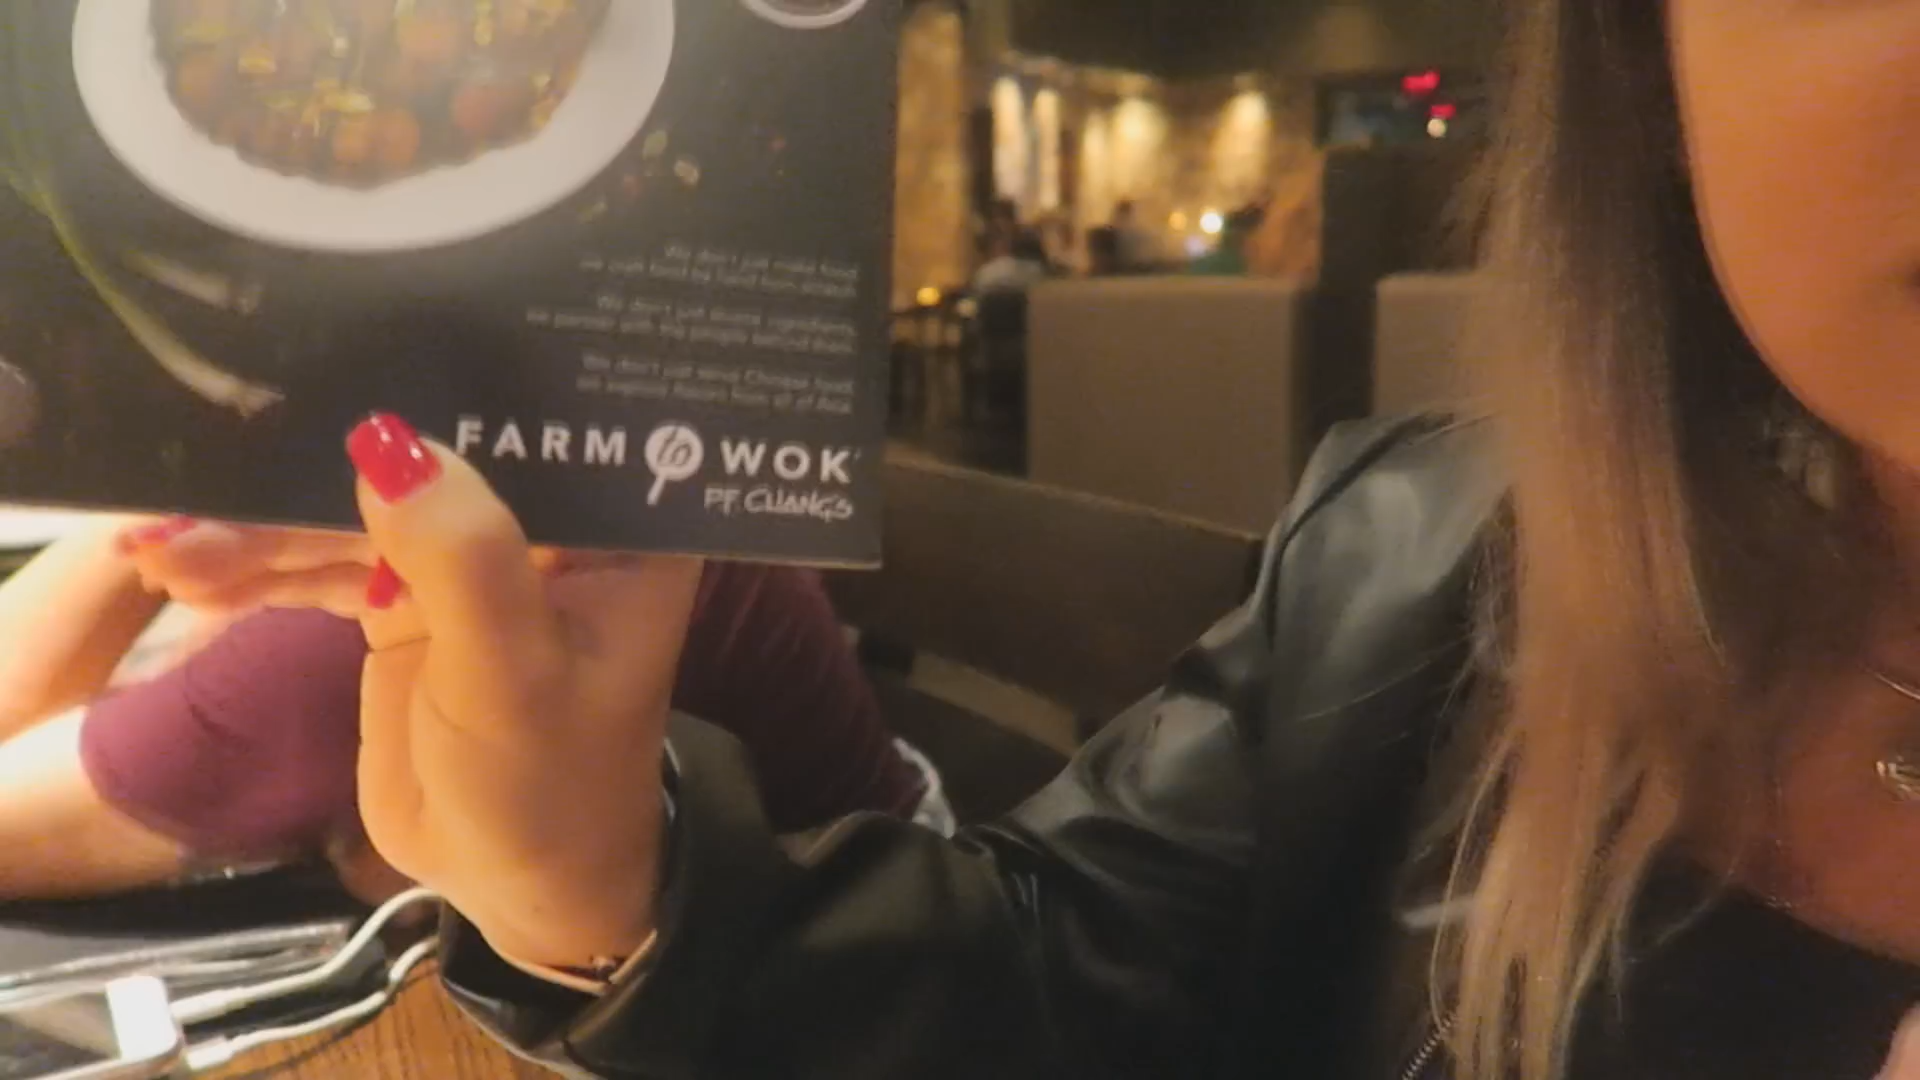 We don't just make food
we craft food by hand from scratch
We don't just source ingredients,
we partner with the people behind them.
We don't just serve Chinese food,
we explore flavors from all of Asia.
FARM to WOK
P.F. CHANG'S